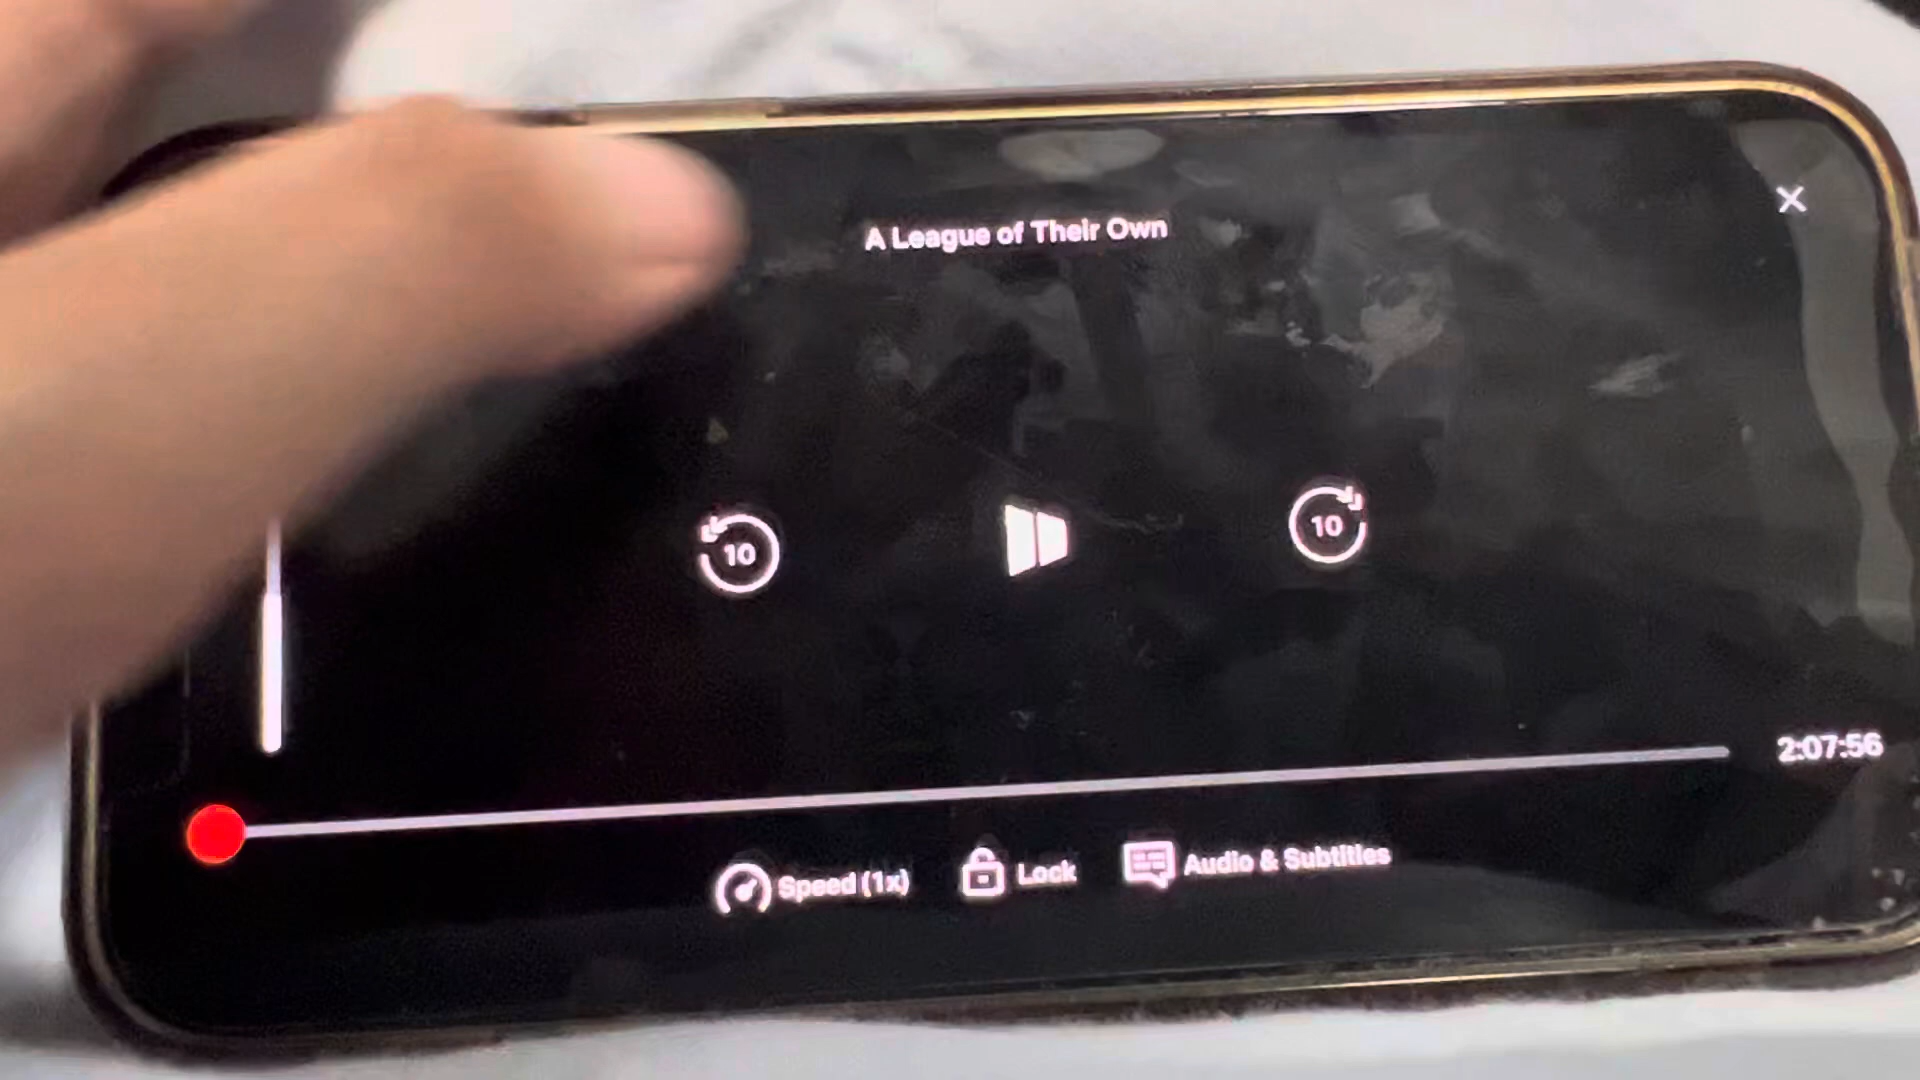 A League of Their Own
10
10
2:07:56
Speed (1x)
Lock
Audio & Subtitles